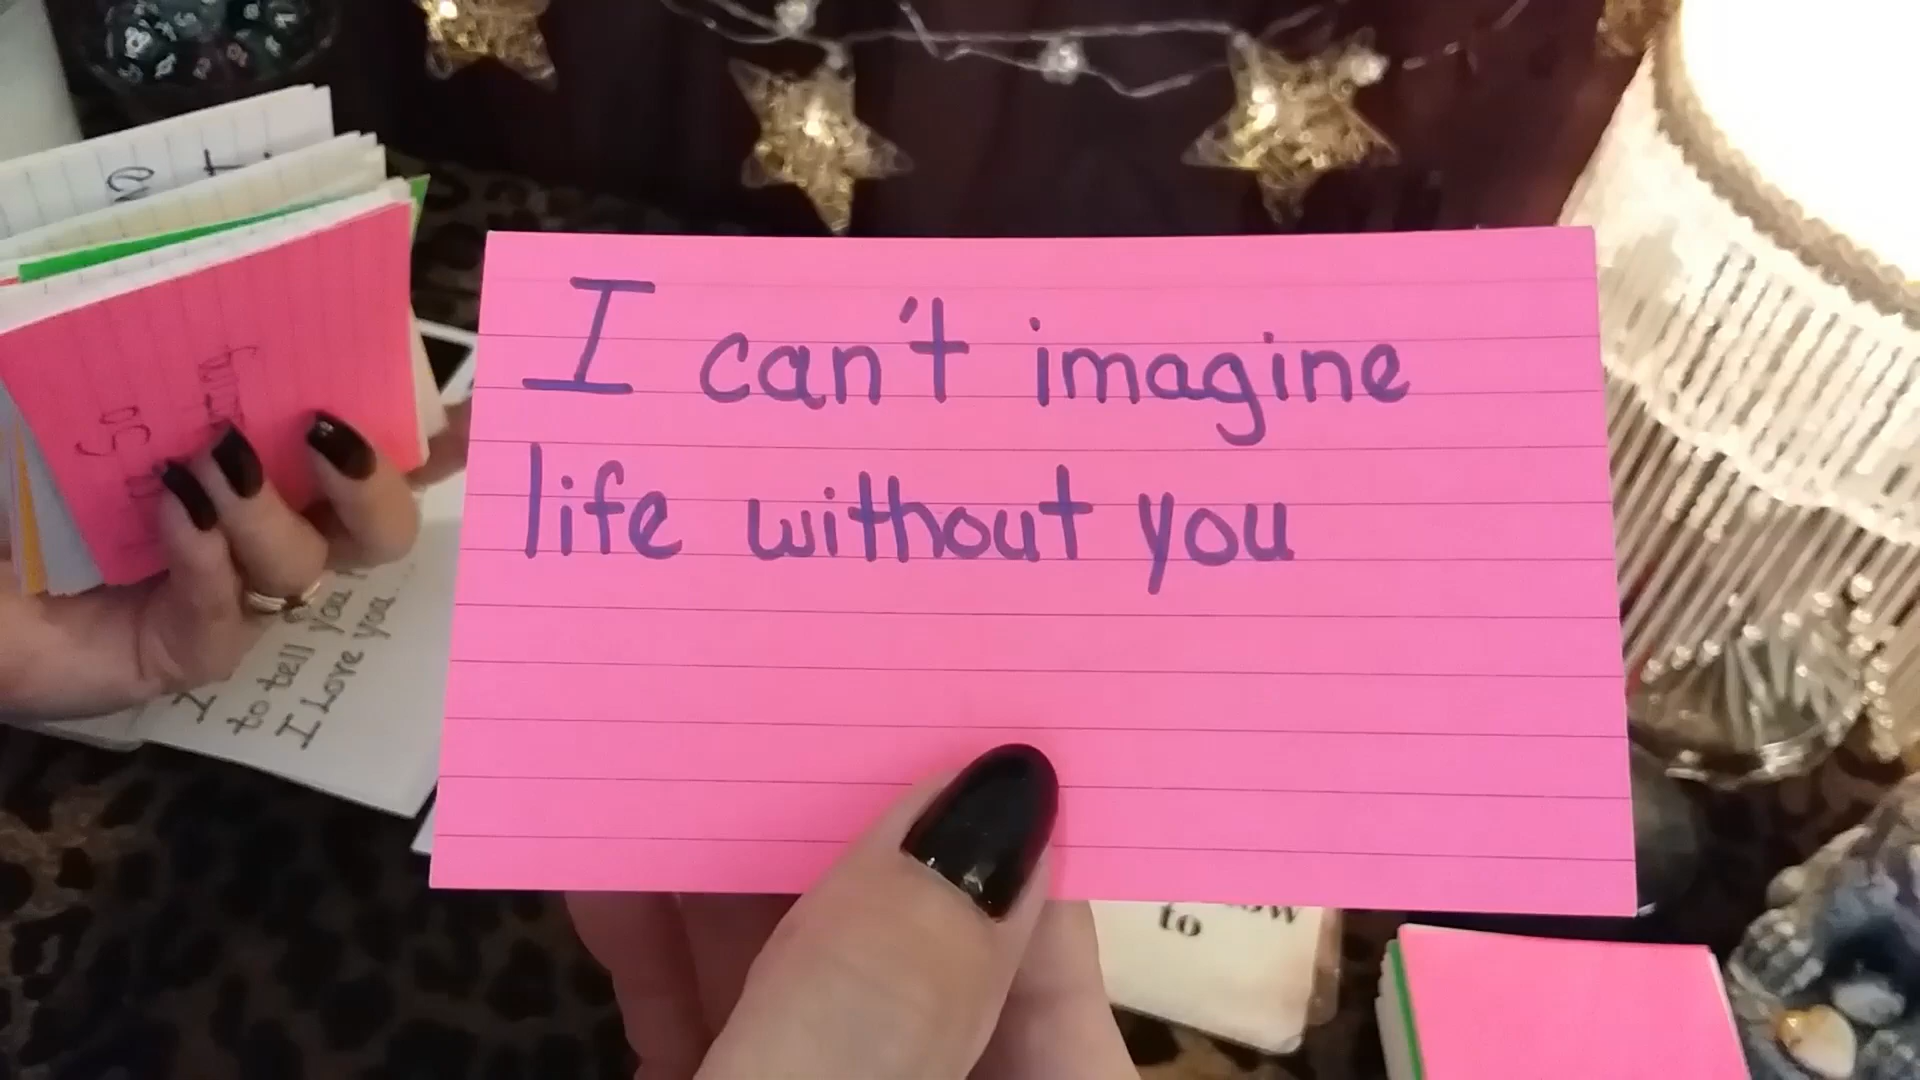 I can't imagine
life without you
to tell you
I Love you...
to